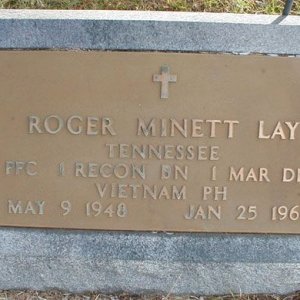 ROGER MINETT LAY
TENNESSEE
PFC 1 RECON BN 1 MAR DI
VIETNAM PH
MAY 9 1948 JAN 25 196